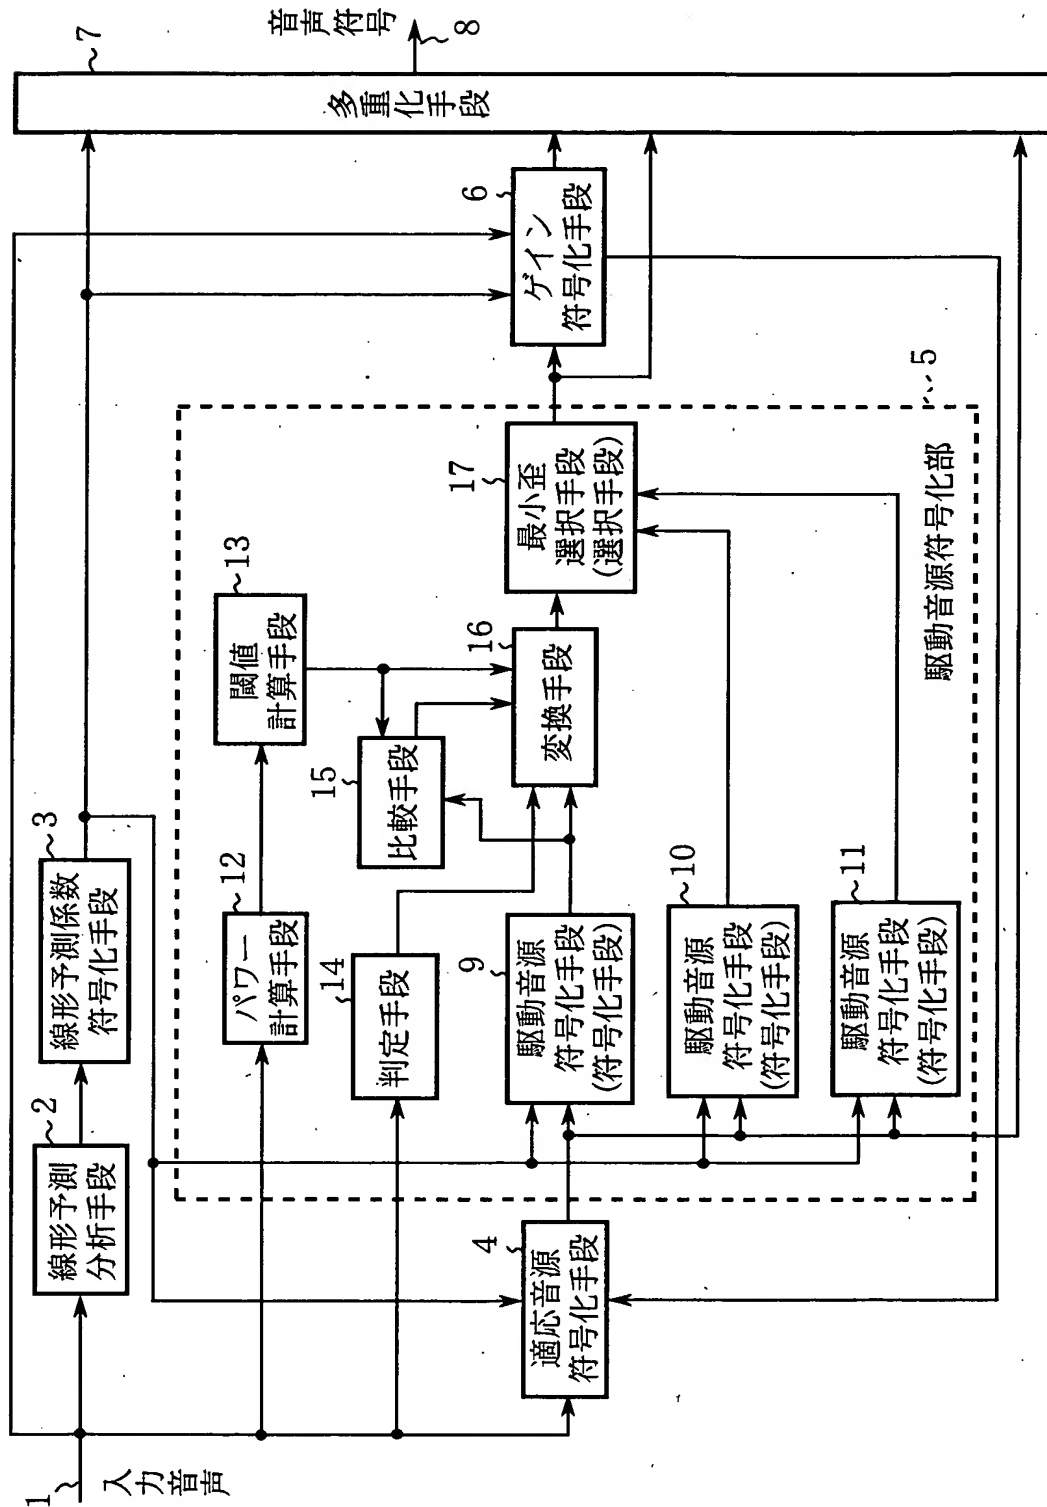 1
入力音声
2
線形予測
分析手段
3
線形予測係数
符号化手段
4
適応音源
符号化手段
12
パワー
計算手段
13
閾値
計算手段
14
判定手段
15
比較手段
9
駆動音源
符号化手段
(符号化手段)
10
駆動音源
符号化手段
(符号化手段)
11
駆動音源
符号化手段
(符号化手段)
16
変換手段
17
最小歪
選択手段
(選択手段)
駆動音源符号化部
5
6
ゲイン
符号化手段
7
多重化手段
音声符号
8